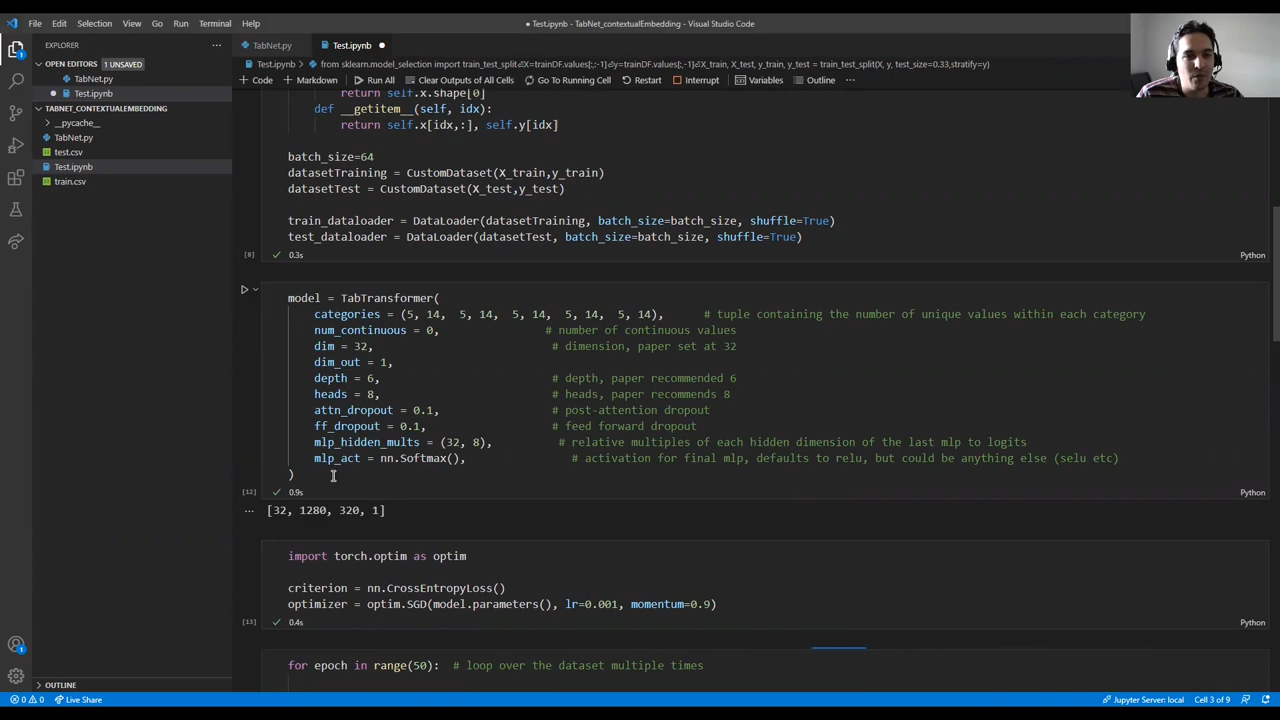 File Edit Selection View Go Run Terminal Help
● Test.ipynb - TabNet_contextualEmbedding - Visual Studio Code
EXPLORER
OPEN EDITORS 1 UNSAVED
TabNet.py
Test.ipynb
TABNET_CONTEXTUALEMBEDDING
__pycache__
TabNet.py
test.csv
Test.ipynb
train.csv
OUTLINE
TabNet.py Test.ipynb
Test.ipynb > from sklearn.model_selection import train_test_split↵X=trainDF.values[:,:-1]↵y=trainDF.values[:,-1]↵X_train, X_test, y_train, y_test = train_test_split(X, y, test_size=0.33,stratify=y)
+ Code + Markdown Run All Clear Outputs of All Cells Go To Running Cell Restart Interrupt Variables Outline ...
return self.x.shape[0]
def __getitem__(self, idx):
return self.x[idx,:], self.y[idx]
batch_size=64
datasetTraining = CustomDataset(X_train,y_train)
datasetTest = CustomDataset(X_test,y_test)
train_dataloader = DataLoader(datasetTraining, batch_size=batch_size, shuffle=True)
test_dataloader = DataLoader(datasetTest, batch_size=batch_size, shuffle=True)
[8] 0.3s Python
model = TabTransformer(
categories = (5, 14, 5, 14, 5, 14, 5, 14, 5, 14), # tuple containing the number of unique values within each category
num_continuous = 0, # number of continuous values
dim = 32, # dimension, paper set at 32
dim_out = 1,
depth = 6, # depth, paper recommended 6
heads = 8, # heads, paper recommends 8
attn_dropout = 0.1, # post-attention dropout
ff_dropout = 0.1, # feed forward dropout
mlp_hidden_mults = (32, 8), # relative multiples of each hidden dimension of the last mlp to logits
mlp_act = nn.Softmax(), # activation for final mlp, defaults to relu, but could be anything else (selu etc)
)
[12] 0.9s Python
... [32, 1280, 320, 1]
import torch.optim as optim
criterion = nn.CrossEntropyLoss()
optimizer = optim.SGD(model.parameters(), lr=0.001, momentum=0.9)
[13] 0.4s Python
for epoch in range(50): # loop over the dataset multiple times
0 0 Live Share Jupyter Server: local Cell 3 of 9